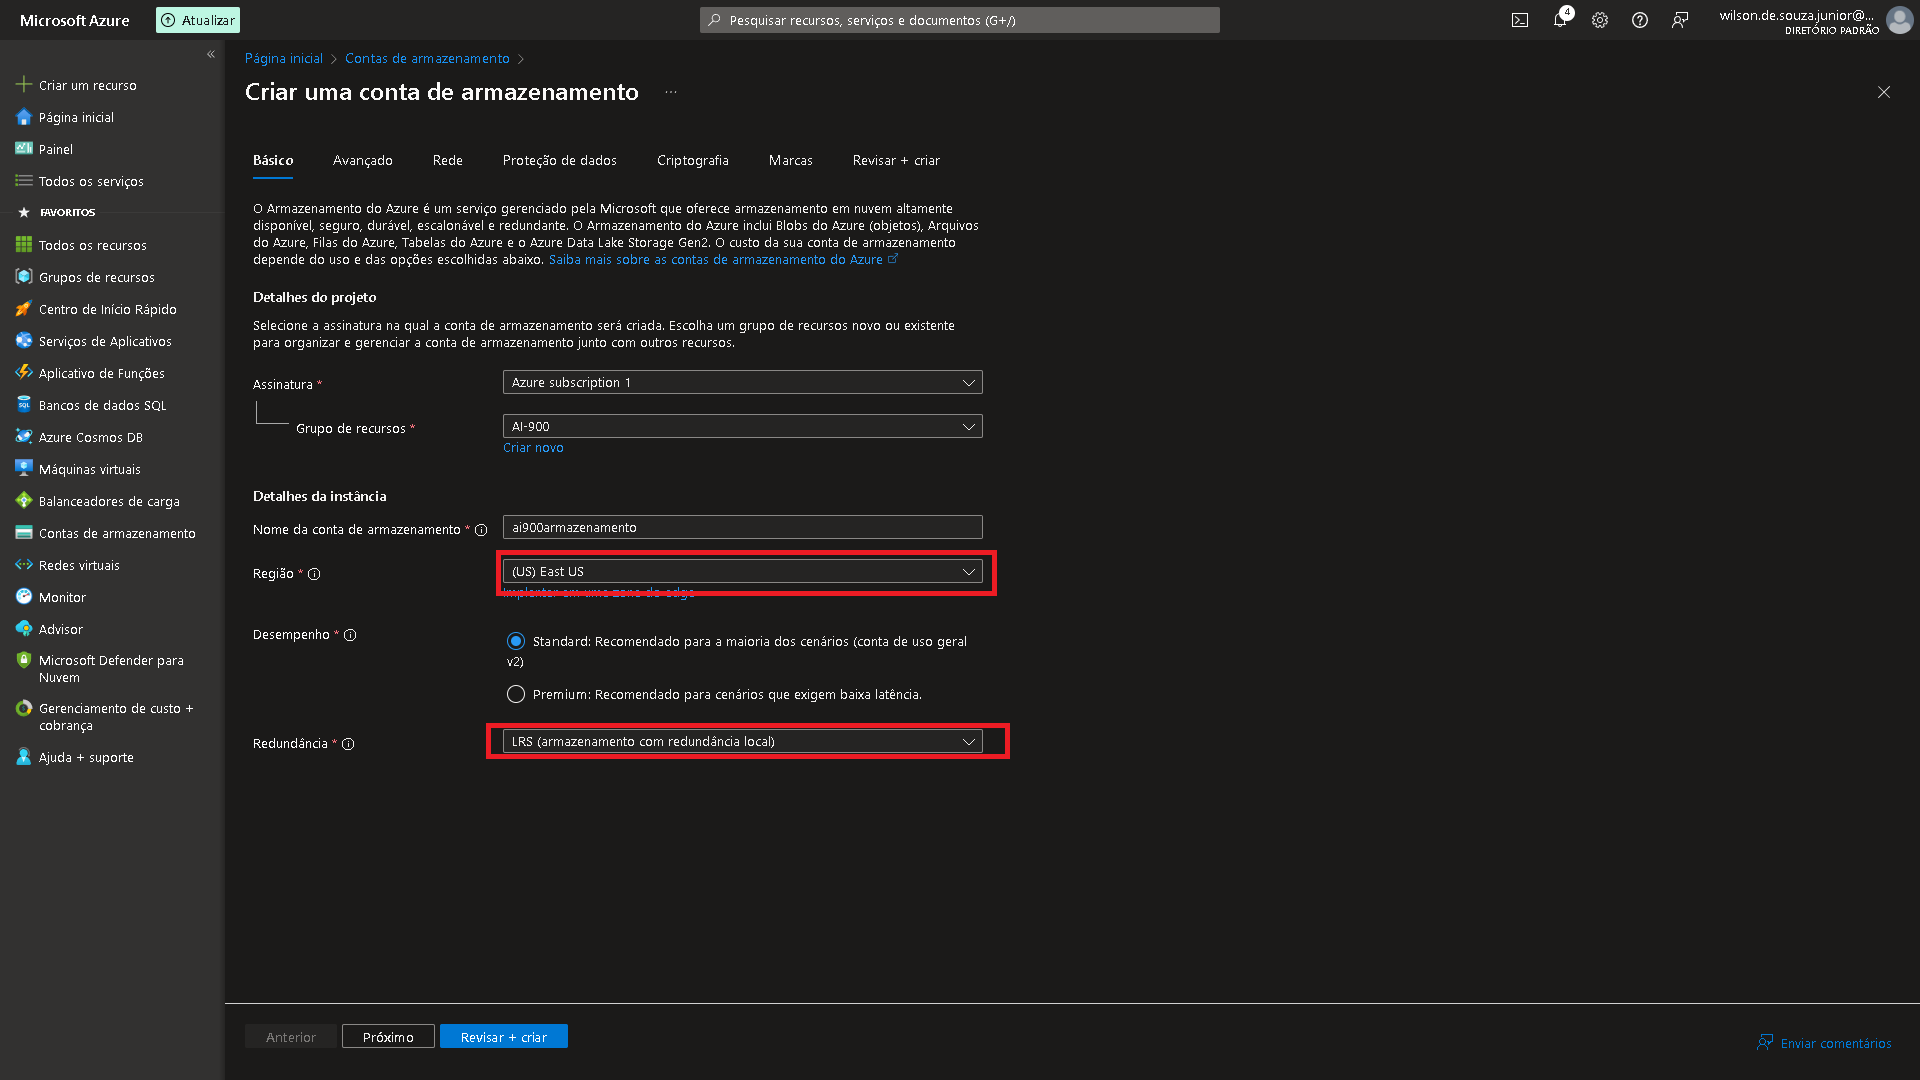 Microsoft Azure
Atualizar
Pesquisar recursos, serviços e documentos (G+/)
4
wilson.de.souza.junior@...
DIRETÓRIO PADRÃO
«
Criar um recurso
Página inicial
Painel
Todos os serviços
FAVORITOS
Todos os recursos
Grupos de recursos
Centro de Início Rápido
Serviços de Aplicativos
Aplicativo de Funções
Bancos de dados SQL
Azure Cosmos DB
Máquinas virtuais
Balanceadores de carga
Contas de armazenamento
Redes virtuais
Monitor
Advisor
Microsoft Defender para
Nuvem
Gerenciamento de custo +
cobrança
Ajuda + suporte
Página inicial > Contas de armazenamento >
Criar uma conta de armazenamento ...
Básico Avançado Rede Proteção de dados Criptografia Marcas Revisar + criar
O Armazenamento do Azure é um serviço gerenciado pela Microsoft que oferece armazenamento em nuvem altamente
disponível, seguro, durável, escalonável e redundante. O Armazenamento do Azure inclui Blobs do Azure (objetos), Arquivos
do Azure, Filas do Azure, Tabelas do Azure e o Azure Data Lake Storage Gen2. O custo da sua conta de armazenamento
depende do uso e das opções escolhidas abaixo. Saiba mais sobre as contas de armazenamento do Azure
Detalhes do projeto
Selecione a assinatura na qual a conta de armazenamento será criada. Escolha um grupo de recursos novo ou existente
para organizar e gerenciar a conta de armazenamento junto com outros recursos.
Assinatura *
Azure subscription 1
Grupo de recursos *
AI-900
Criar novo
Detalhes da instância
Nome da conta de armazenamento *
ai900armazenamento
Região *
(US) East US
Implantar em uma zona de edge
Desempenho *
Standard: Recomendado para a maioria dos cenários (conta de uso geral
v2)
Premium: Recomendado para cenários que exigem baixa latência.
Redundância *
LRS (armazenamento com redundância local)
Anterior
Próximo
Revisar + criar
Enviar comentários